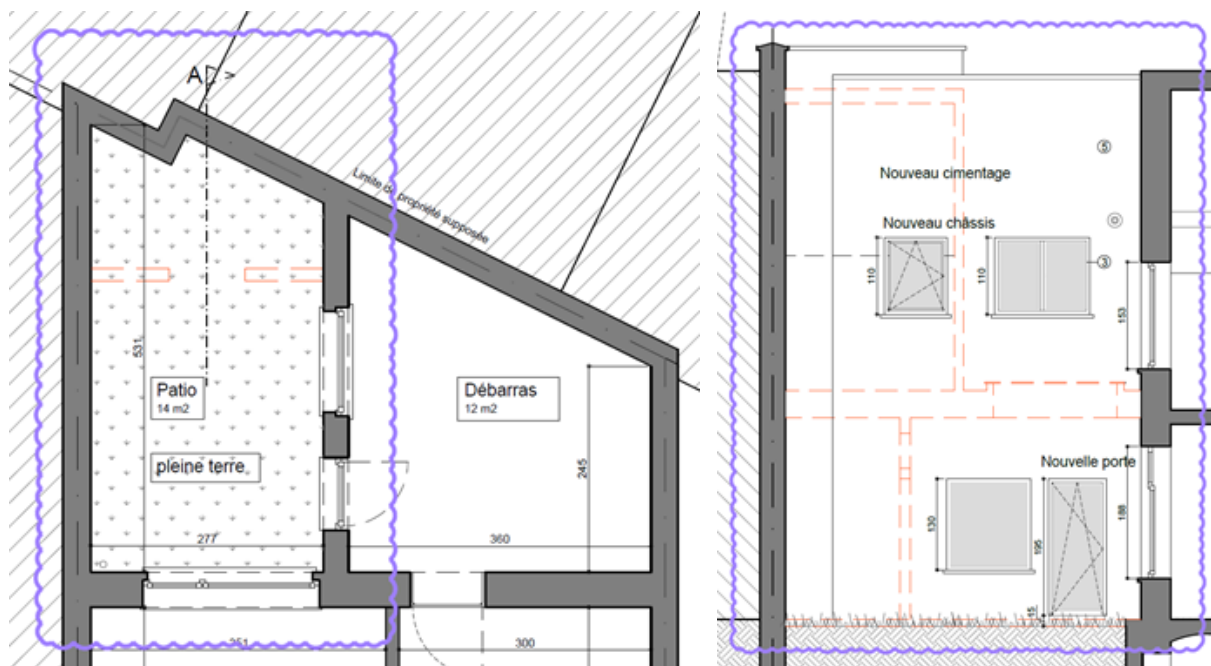 A
Limite de propriété supposée
531
Patio
14 m2
Débarras
12 m2
pleine terre
245
277
360
251
300
5
Nouveau cimentage
Nouveau châssis
110
110
3
153
Nouvelle porte
130
195
188
15